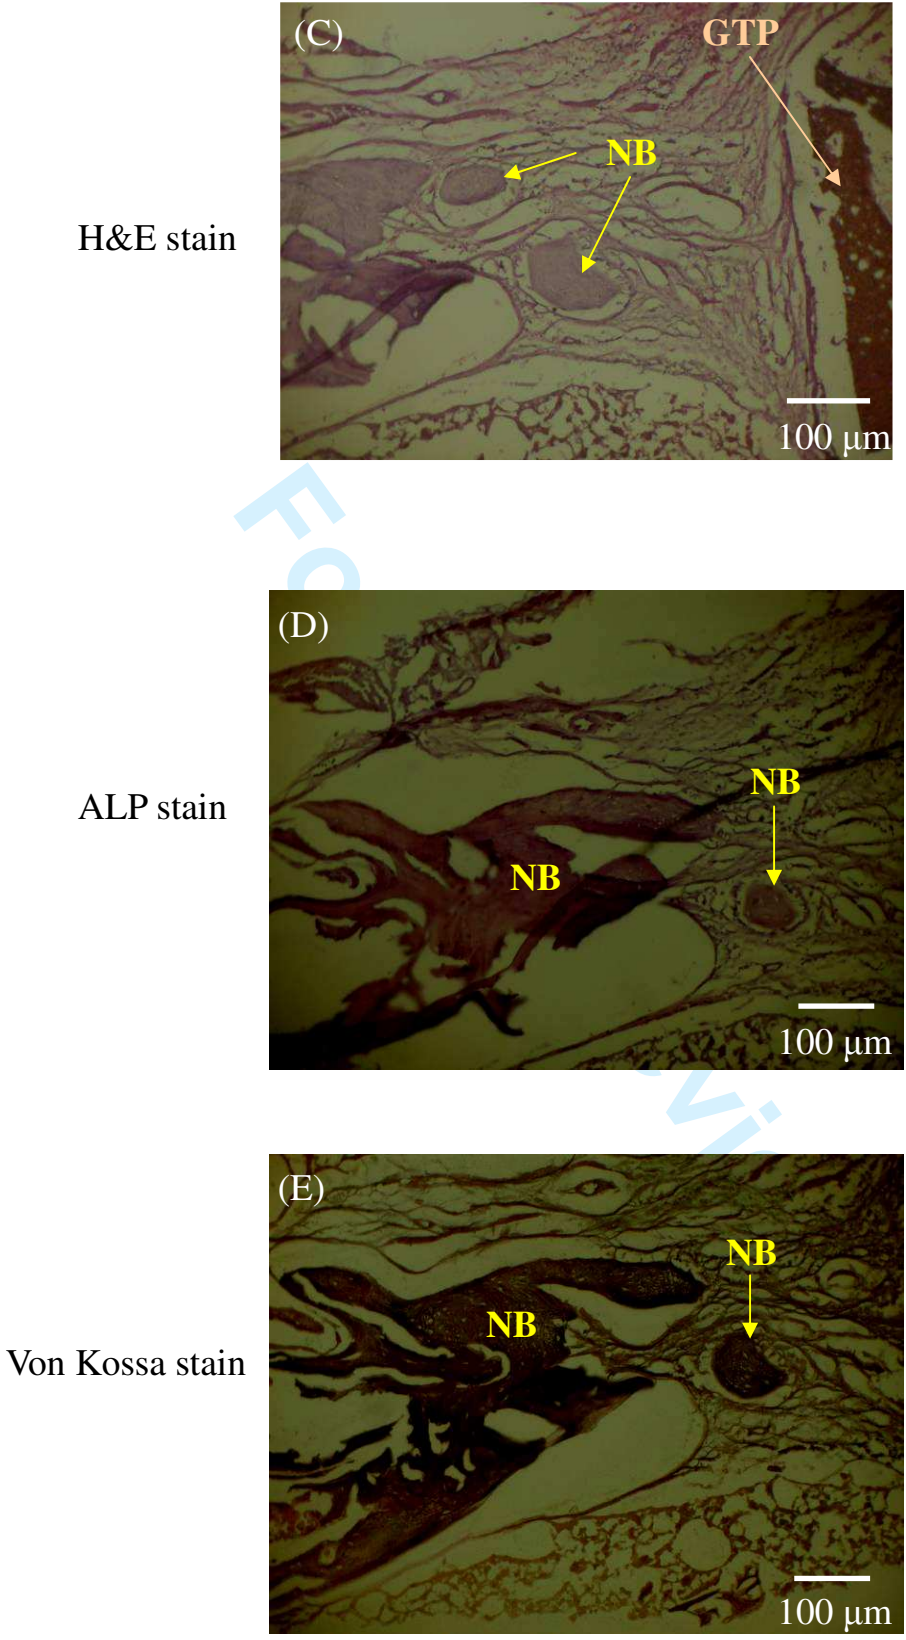 (C)
GTP
NB
H&E stain
100 μm
(D)
ALP stain
NB
NB
100 μm
(E)
NB
NB
Von Kossa stain
100 μm